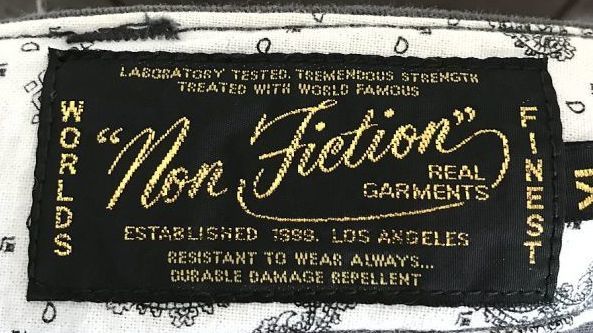 LABORATORY TESTED. TREMENDOUS STRENGTH
TREATED WITH WORLD FAMOUS
WORLDS
"Non Fiction"
FINEST
REAL
GARMENTS
ESTABLISHED 1999. LOS ANGELES
RESISTANT TO WEAR ALWAYS...
DURABLE DAMAGE REPELLENT